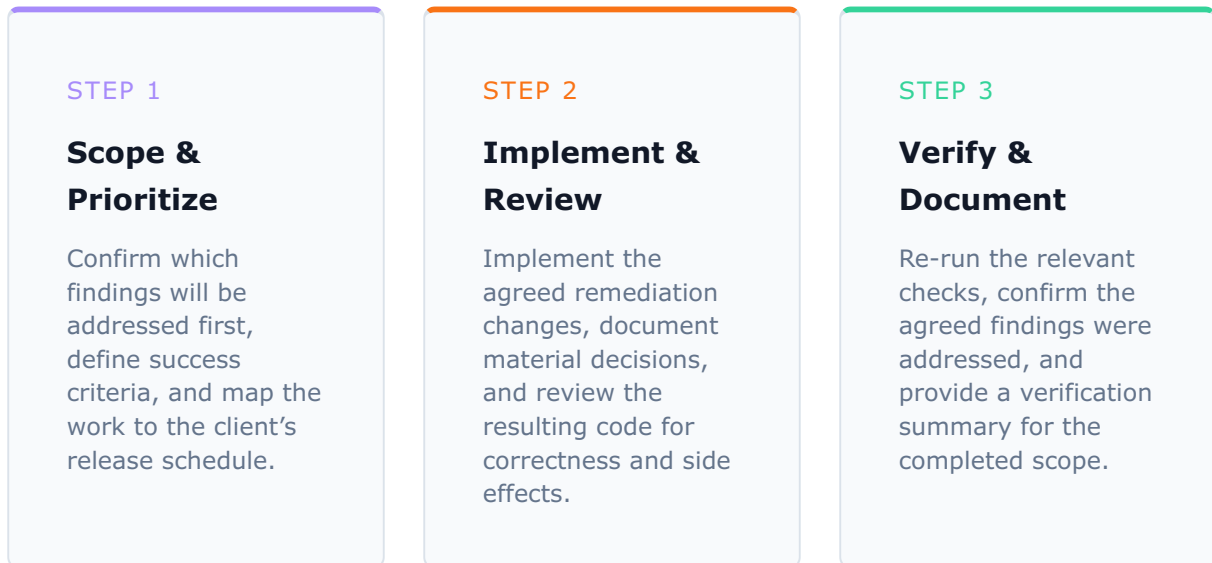 STEP 1
Scope &
Prioritize
Confirm which
findings will be
addressed first,
define success
criteria, and map the
work to the client’s
release schedule.
STEP 2
Implement &
Review
Implement the
agreed remediation
changes, document
material decisions,
and review the
resulting code for
correctness and side
effects.
STEP 3
Verify &
Document
Re-run the relevant
checks, confirm the
agreed findings were
addressed, and
provide a verification
summary for the
completed scope.